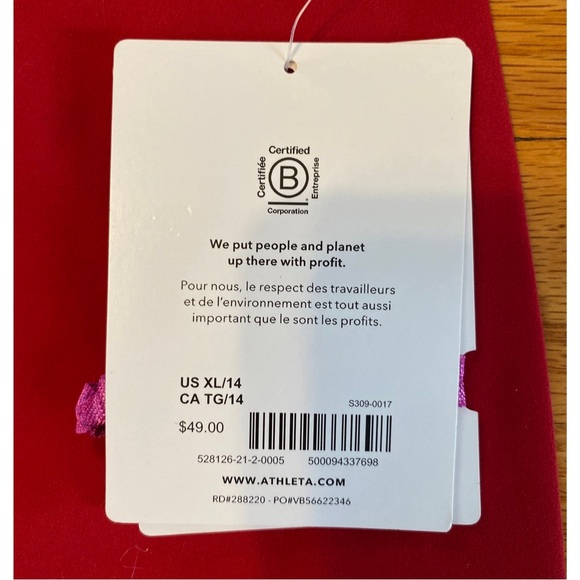 Certified
Certifiée
B
Entreprise
Corporation
We put people and planet
up there with profit.
Pour nous, le respect des travailleurs
et de l'environnement est tout aussi
important que le sont les profits.
US XL/14
CA TG/14
S309-0017
$49.00
528126-21-2-0005 500094337698
WWW.ATHLETA.COM
RD#288220 - PO#VB56622346